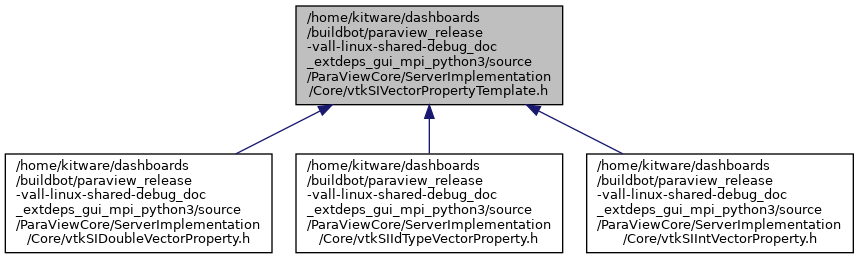 /home/kitware/dashboards
/buildbot/paraview_release
-vall-linux-shared-debug_doc
_extdeps_gui_mpi_python3/source
/ParaViewCore/ServerImplementation
/Core/vtkSIVectorPropertyTemplate.h
/home/kitware/dashboards
/buildbot/paraview_release
-vall-linux-shared-debug_doc
_extdeps_gui_mpi_python3/source
/ParaViewCore/ServerImplementation
/Core/vtkSIDoubleVectorProperty.h
/home/kitware/dashboards
/buildbot/paraview_release
-vall-linux-shared-debug_doc
_extdeps_gui_mpi_python3/source
/ParaViewCore/ServerImplementation
/Core/vtkSIIdTypeVectorProperty.h
/home/kitware/dashboards
/buildbot/paraview_release
-vall-linux-shared-debug_doc
_extdeps_gui_mpi_python3/source
/ParaViewCore/ServerImplementation
/Core/vtkSIIntVectorProperty.h